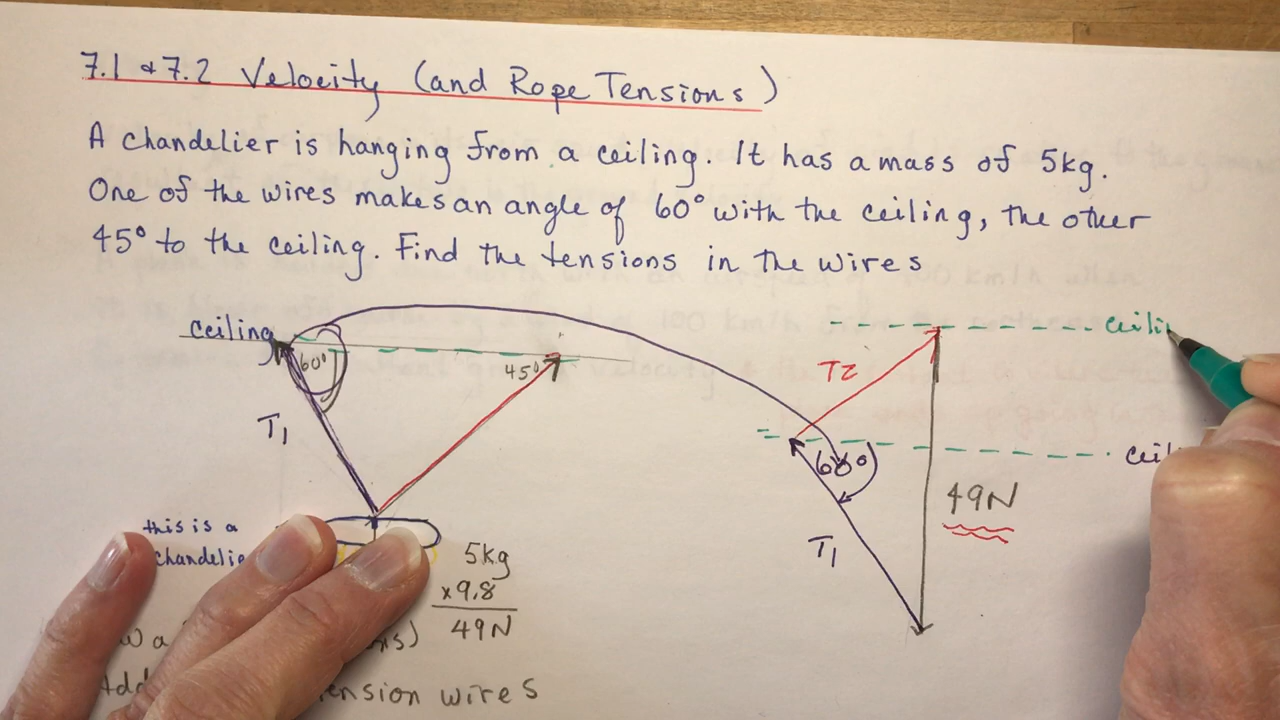 7.1 & 7.2 Velocity (and Rope Tensions)
A chandelier is hanging from a ceiling. It has a mass of 5kg.
One of the wires makes an angle of 60° with the ceiling, the other
45° to the ceiling. Find the tensions in the wires
ceiling
60°
45°
T1
this is a
5kg
x9.8
49N
wires
T2
60°
T1
49N